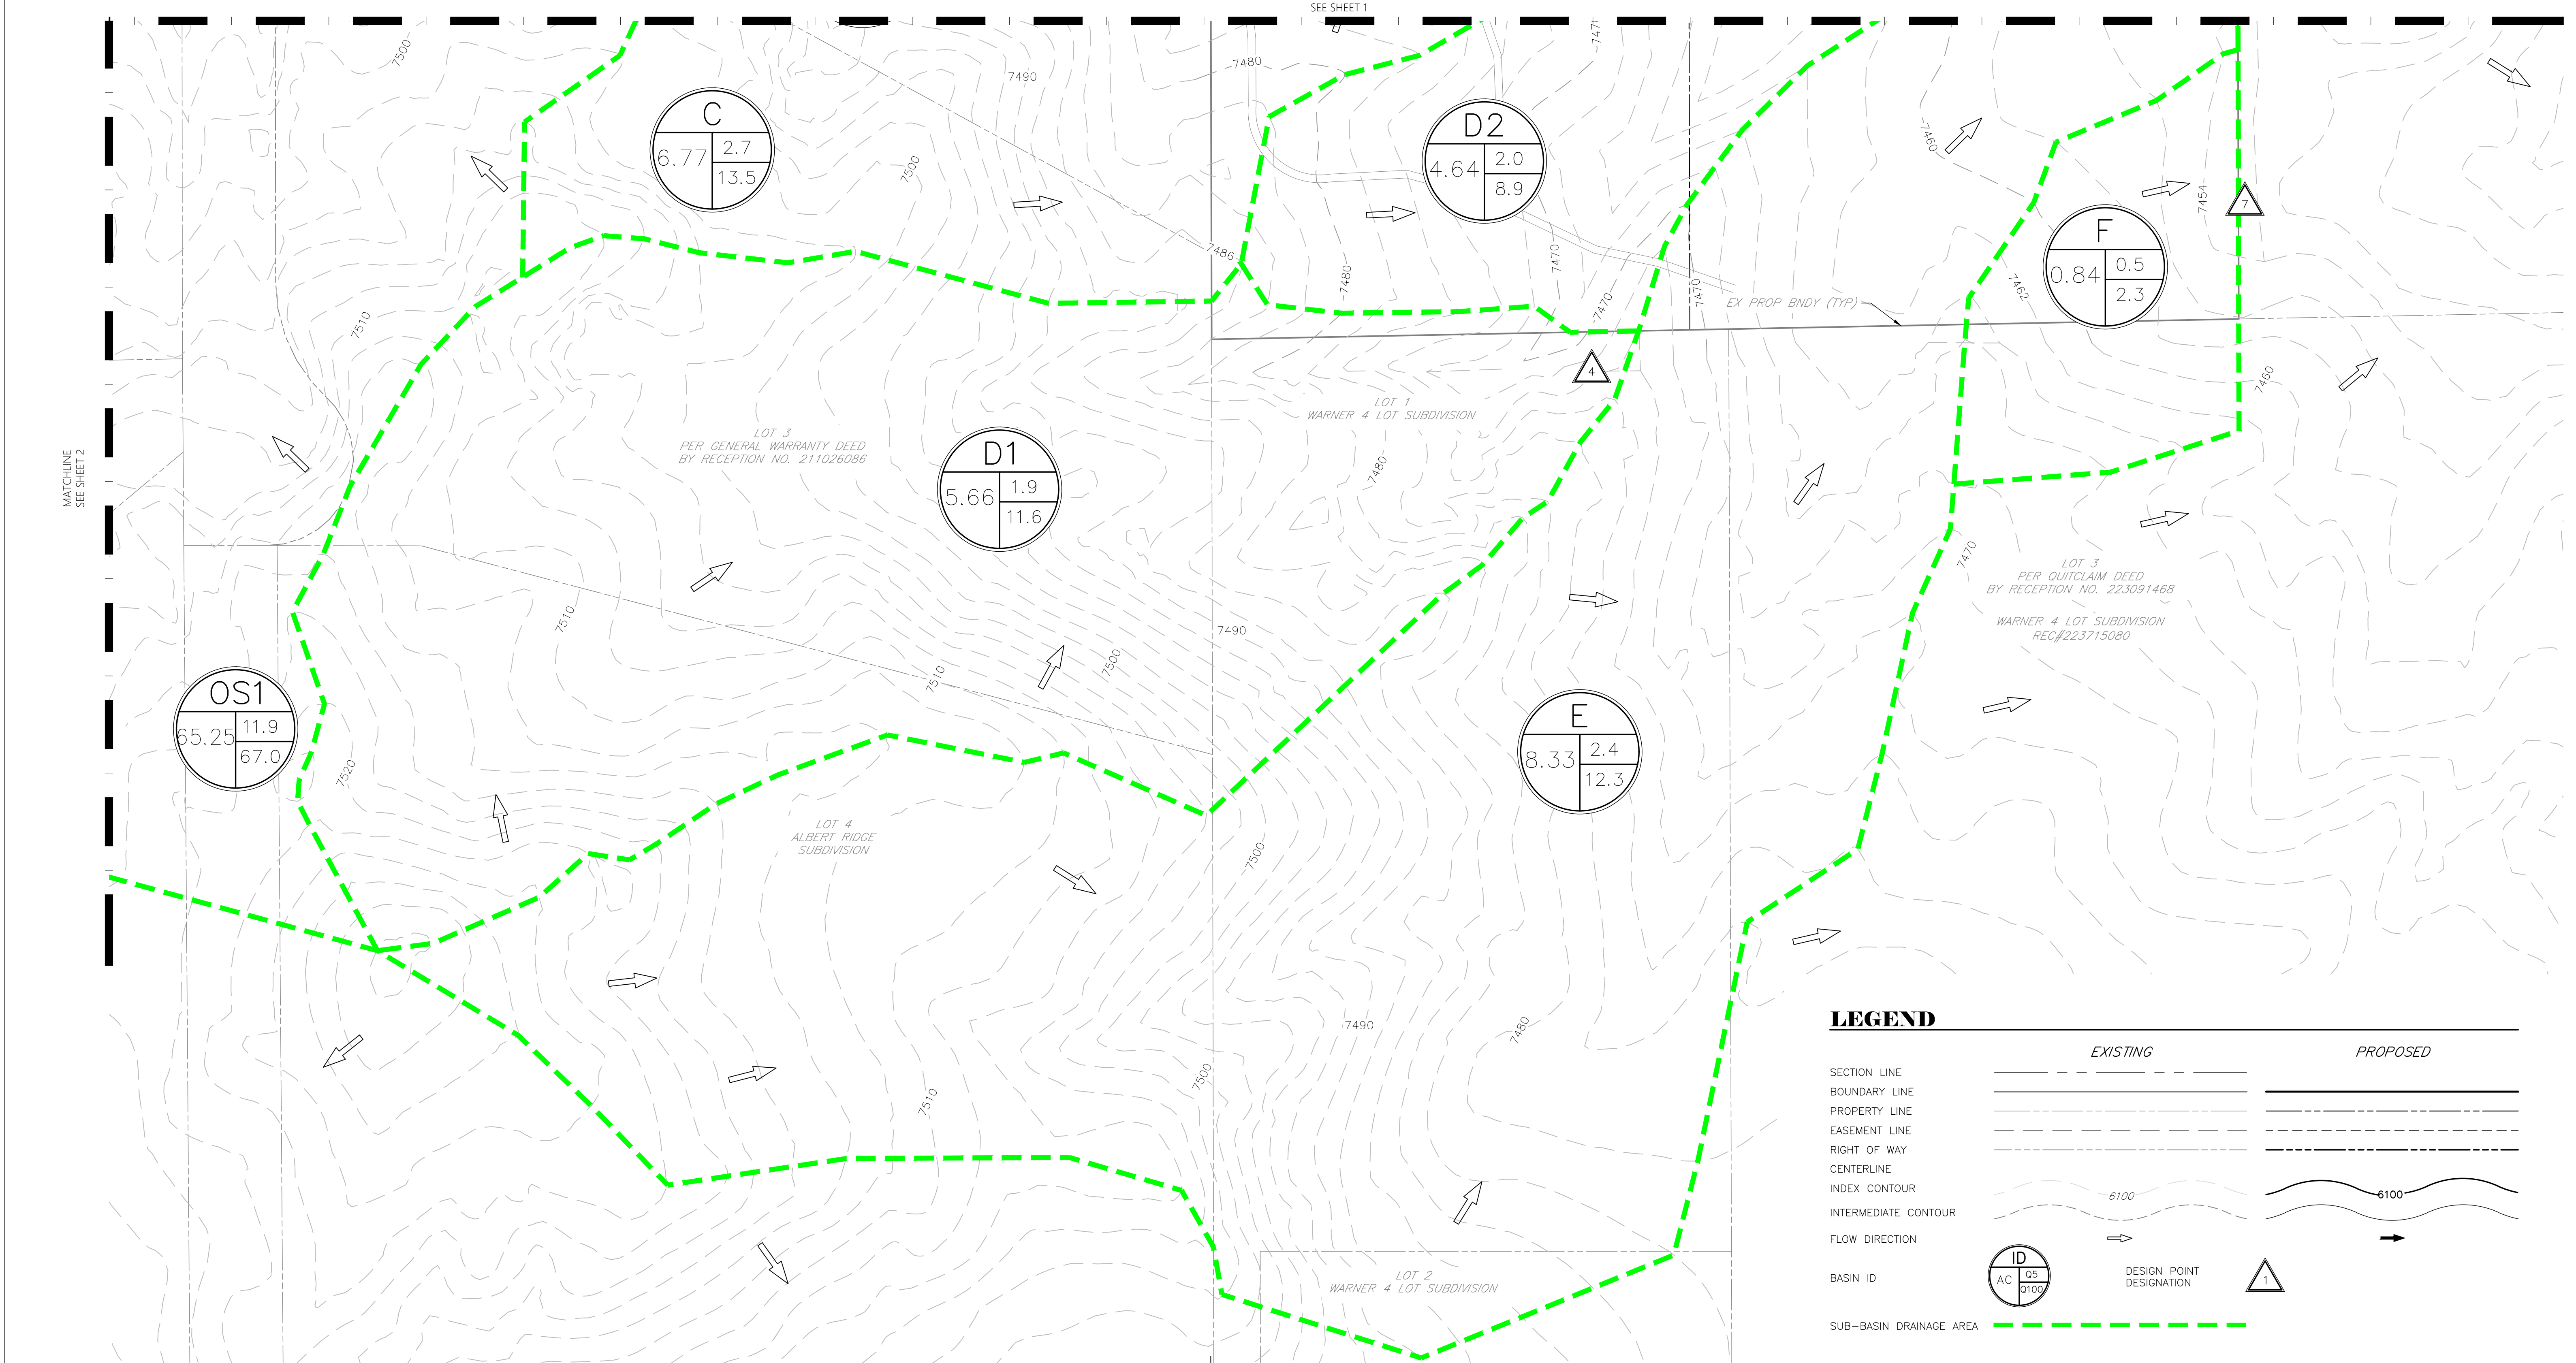 SEE SHEET 1
MATCHLINE
SEE SHEET 2
7500
7490
7480
7470
C
6.77
2.7
13.5
7500
D2
4.64
2.0
8.9
7460
7454
7
F
0.84
0.5
2.3
7486
7480
7470
7470
7470
7462
EX PROP BNDY (TYP)
7510
4
7460
LOT 3
PER GENERAL WARRANTY DEED
BY RECEPTION NO. 211026086
LOT 1
WARNER 4 LOT SUBDIVISION
D1
5.66
1.9
11.6
7480
7470
LOT 3
PER QUITCLAIM DEED
BY RECEPTION NO. 223091468
WARNER 4 LOT SUBDIVISION
REC#223715080
7510
7490
7500
7510
OS1
65.25
11.9
67.0
7520
E
8.33
2.4
12.3
LOT 4
ALBERT RIDGE
SUBDIVISION
7500
7490
7480
7500
7510
LOT 2
WARNER 4 LOT SUBDIVISION
LEGEND
EXISTING
PROPOSED
SECTION LINE
BOUNDARY LINE
PROPERTY LINE
EASEMENT LINE
RIGHT OF WAY
CENTERLINE
INDEX CONTOUR
6100
6100
INTERMEDIATE CONTOUR
FLOW DIRECTION
BASIN ID
ID
AC
Q5
Q100
DESIGN POINT
DESIGNATION
1
SUB-BASIN DRAINAGE AREA